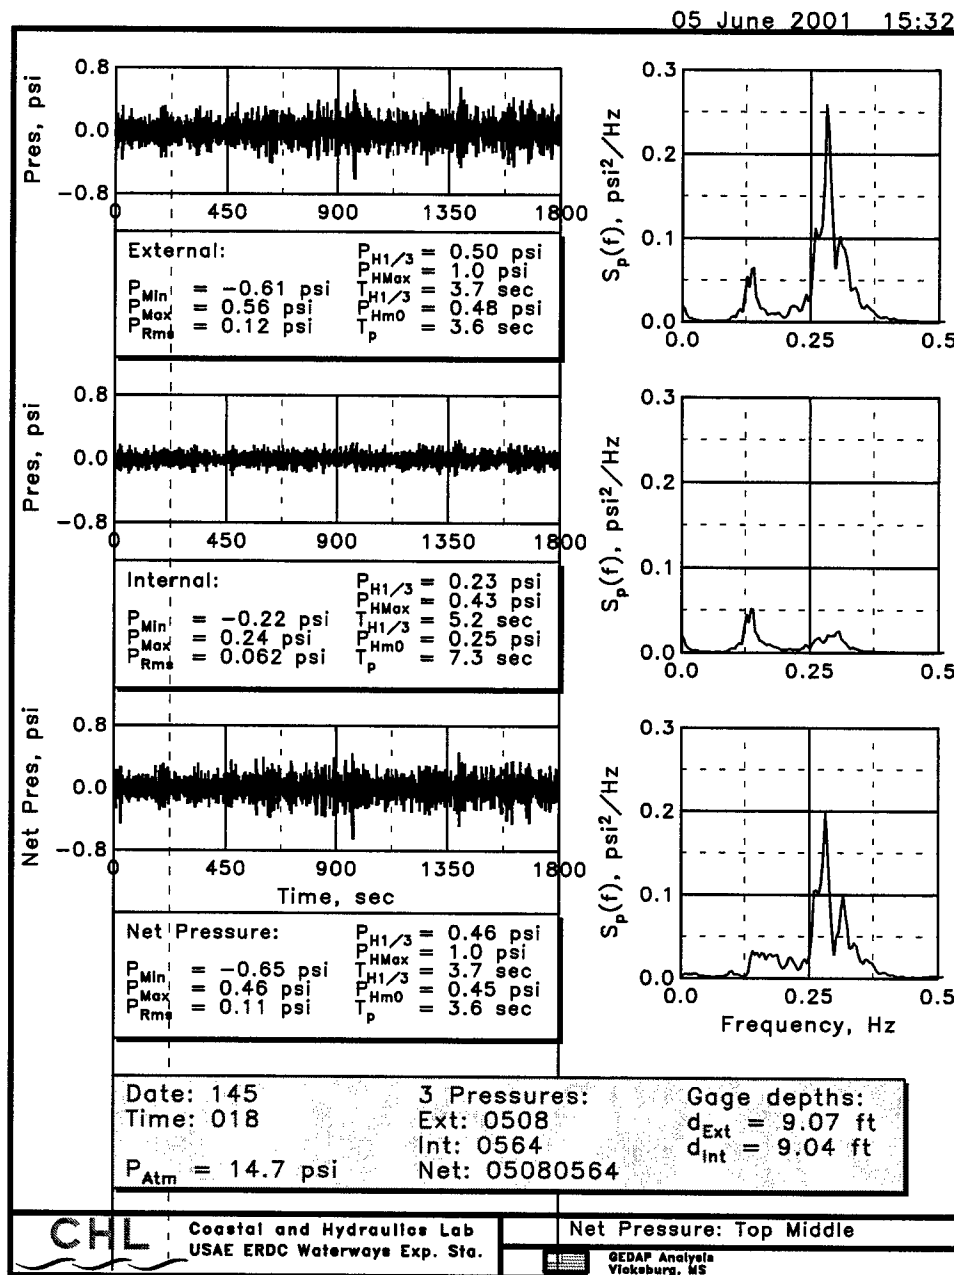 05 June 2001 15:32
Pres, psi
0.8
0.0
-0.8
0 450 900 1350 1800
External:
P_Min = -0.61 psi
P_Max = 0.56 psi
P_Rms = 0.12 psi
P_H1/3 = 0.50 psi
P_HMax = 1.0 psi
T_H1/3 = 3.7 sec
P_Hm0 = 0.48 psi
T_p = 3.6 sec
S_p(f), psi²/Hz
0.3
0.2
0.1
0.0
0.0 0.25 0.5
Pres, psi
0.8
0.0
-0.8
0 450 900 1350 1800
Internal:
P_Min = -0.22 psi
P_Max = 0.24 psi
P_Rms = 0.062 psi
P_H1/3 = 0.23 psi
P_HMax = 0.43 psi
T_H1/3 = 5.2 sec
P_Hm0 = 0.25 psi
T_p = 7.3 sec
S_p(f), psi²/Hz
0.3
0.2
0.1
0.0
0.0 0.25 0.5
Net Pres, psi
0.8
0.0
-0.8
0 450 900 1350 1800
Time, sec
Net Pressure:
P_Min = -0.65 psi
P_Max = 0.46 psi
P_Rms = 0.11 psi
P_H1/3 = 0.46 psi
P_HMax = 1.0 psi
T_H1/3 = 3.7 sec
P_Hm0 = 0.45 psi
T_p = 3.6 sec
S_p(f), psi²/Hz
0.3
0.2
0.1
0.0
0.0 0.25 0.5
Frequency, Hz
Date: 145
Time: 018
P_Atm = 14.7 psi
3 Pressures:
Ext: 0508
Int: 0564
Net: 05080564
Gage depths:
d_Ext = 9.07 ft
d_Int = 9.04 ft
CHL
Coastal and Hydraulics Lab
USAE ERDC Waterways Exp. Sta.
Net Pressure: Top Middle
GEDAP Analysis
Vicksburg, MS